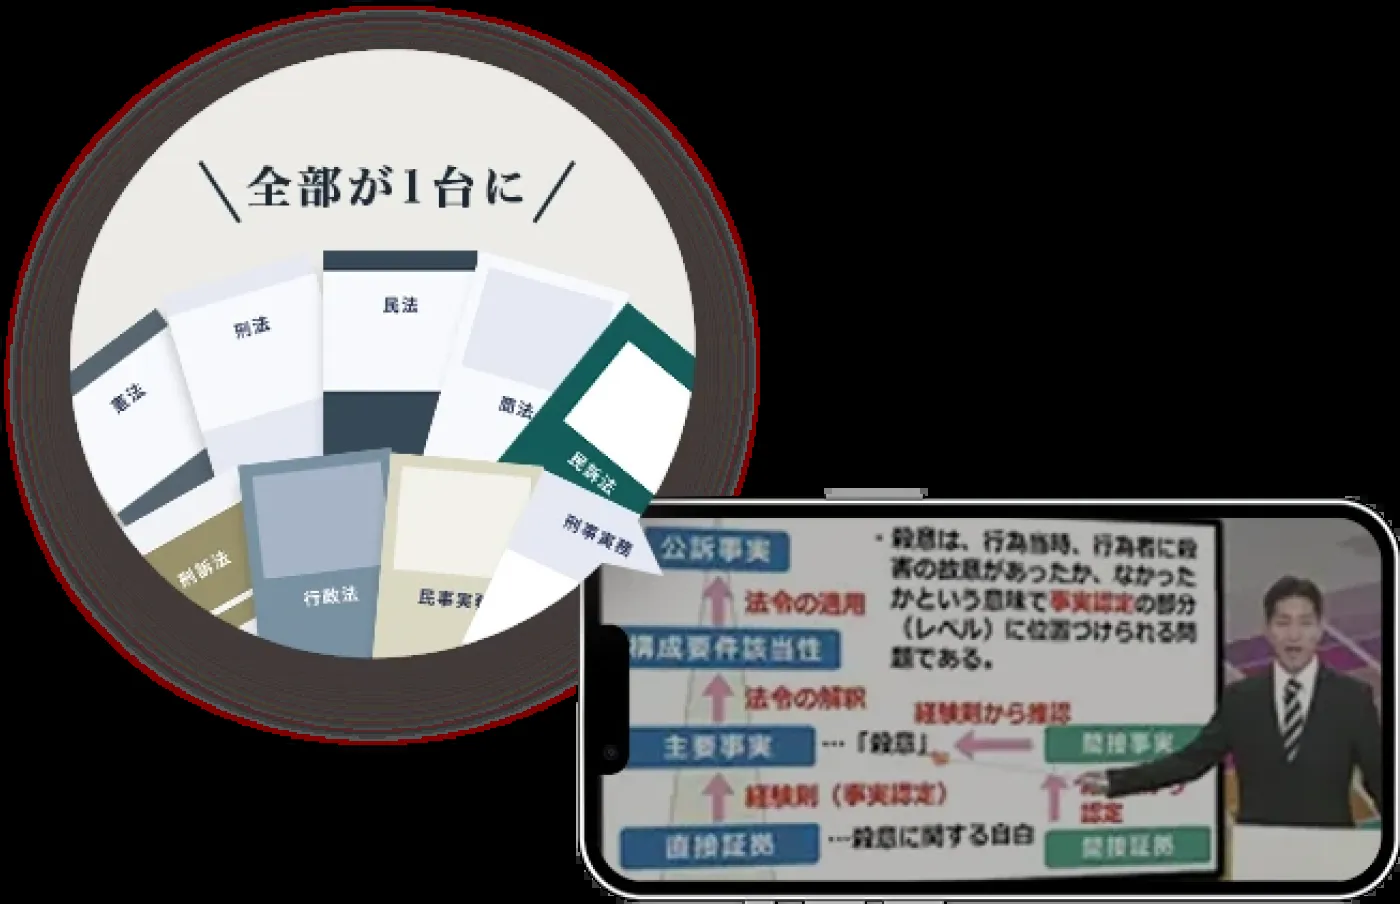 全部が1台に
憲法
刑法
民法
商法
民訴法
刑訴法
行政法
民事実務
刑事実務
公訴事実
法令の適用
構成要件該当性
法令の解釈
主要事実
…「殺意」
経験則(事実認定)
直接証拠
…殺意に関する自白
・殺意は、行為当時、行為者に殺
害の故意があったか、なかった
かという意味で事実認定の部分
(レベル)に位置づけられる問
題である。
経験則から推認
間接事実
認定
間接証拠